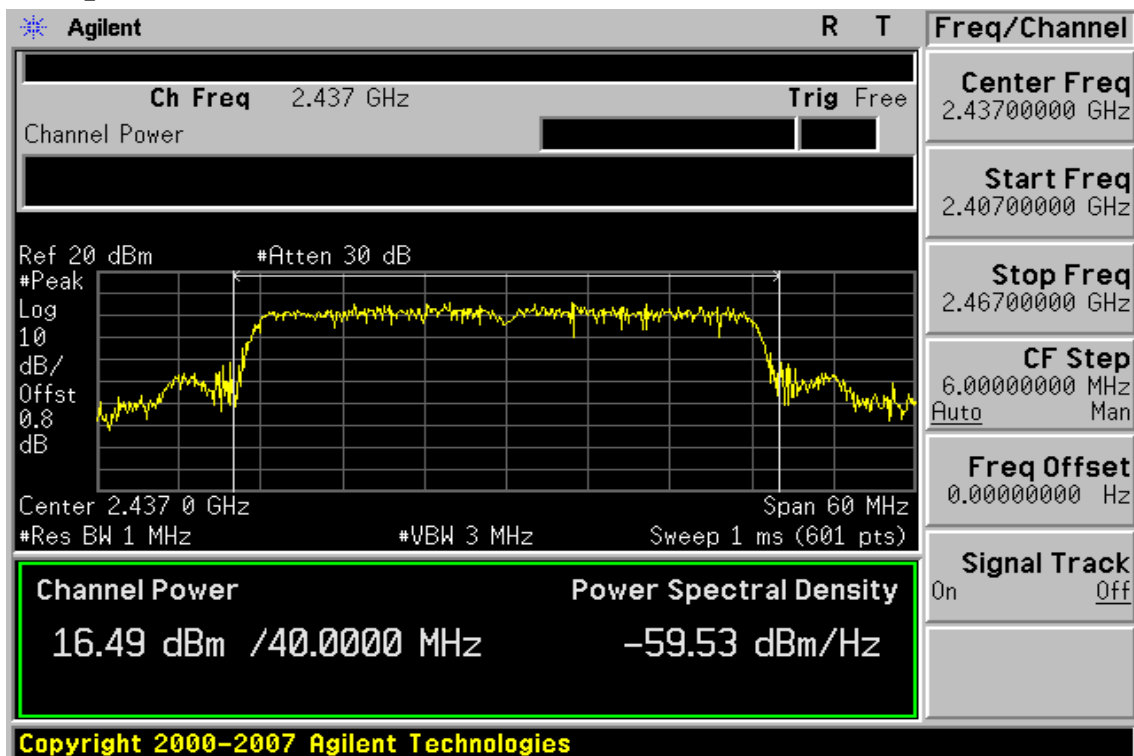 Agilent R T Freq/Channel
Ch Freq 2.437 GHz Trig Free
Channel Power
Center Freq
2.43700000 GHz
Start Freq
2.40700000 GHz
Stop Freq
2.46700000 GHz
CF Step
6.00000000 MHz
Auto Man
Freq Offset
0.00000000 Hz
Signal Track
On Off
Ref 20 dBm #Atten 30 dB
#Peak
Log
10
dB/
Offst
0.8
dB
Center 2.437 0 GHz Span 60 MHz
#Res BW 1 MHz #VBW 3 MHz Sweep 1 ms (601 pts)
Channel Power Power Spectral Density
16.49 dBm /40.0000 MHz -59.53 dBm/Hz
Copyright 2000-2007 Agilent Technologies